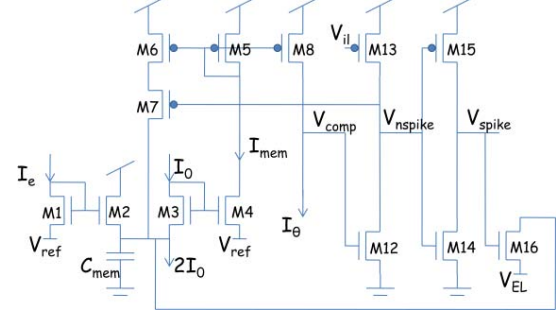 M6
M5
M8
V_il
M13
M15
M7
V_comp
V_nspike
V_spike
I_mem
I_e
I_0
M1
M2
M3
M4
I_θ
V_ref
V_ref
M12
M14
M16
C_mem
2I_0
V_EL